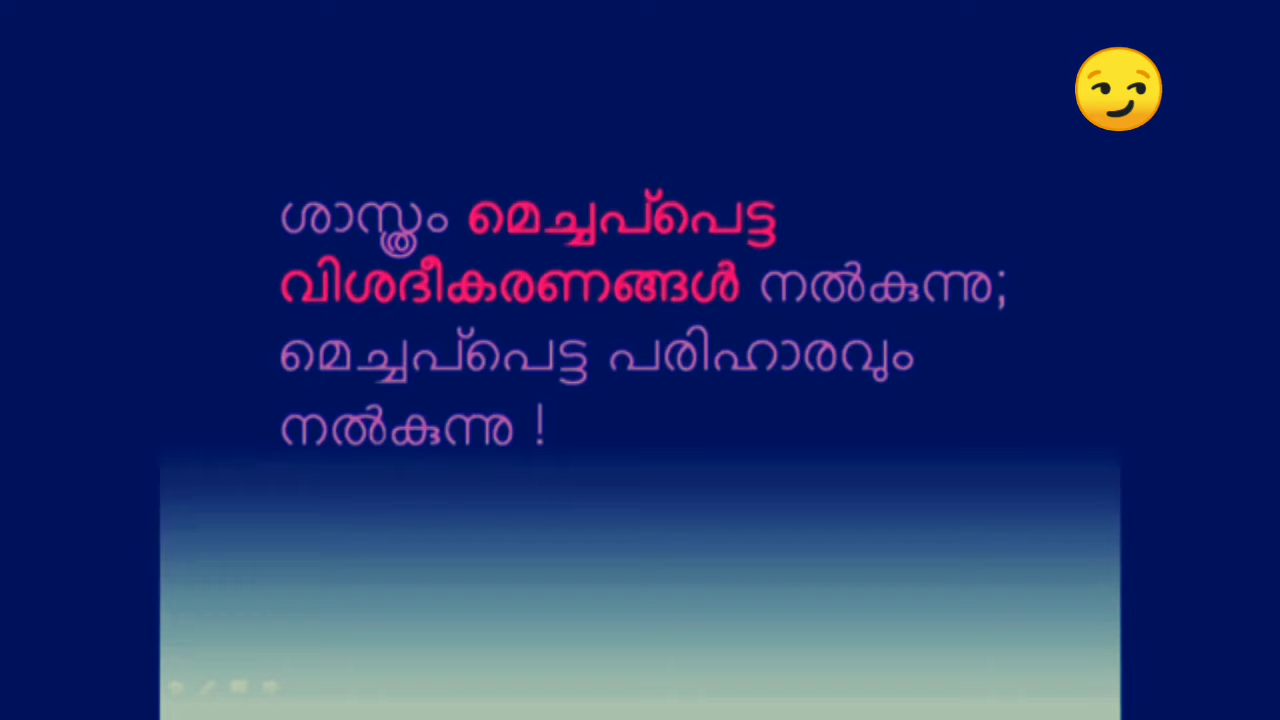 ശാസ്ത്രം മെച്ചപ്പെട്ട
വിശദീകരണങ്ങൾ നൽകുന്നു;
മെച്ചപ്പെട്ട പരിഹാരവും
നൽകുന്നു !